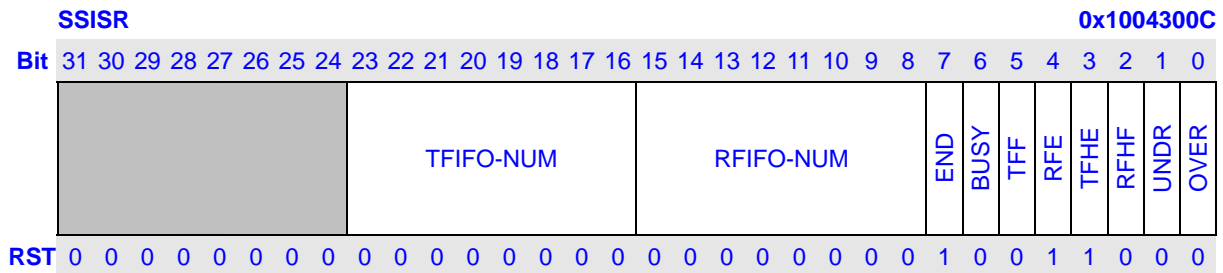 SSISR 0x1004300C
Bit 31 30 29 28 27 26 25 24 23 22 21 20 19 18 17 16 15 14 13 12 11 10 9 8 7 6 5 4 3 2 1 0
TFIFO-NUM RFIFO-NUM END BUSY TFF RFE TFHE RFHF UNDR OVER
RST 0 0 0 0 0 0 0 0 0 0 0 0 0 0 0 0 0 0 0 0 0 0 0 0 1 0 0 1 1 0 0 0